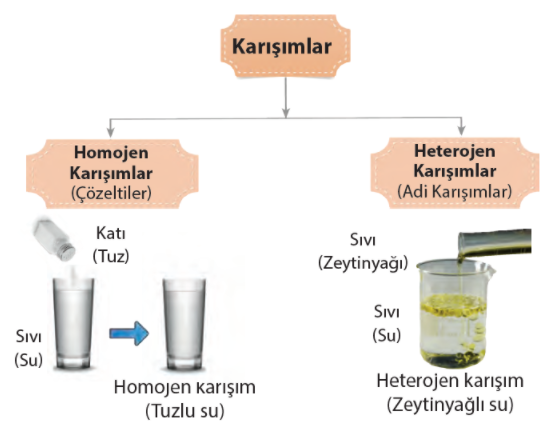 Karışımlar
Homojen
Karışımlar
(Çözeltiler)
Katı
(Tuz)
Sıvı
(Su)
Homojen karışım
(Tuzlu su)
Heterojen
Karışımlar
(Adi Karışımlar)
Sıvı
(Zeytinyağı)
Sıvı
(Su)
Heterojen karışım
(Zeytinyağlı su)